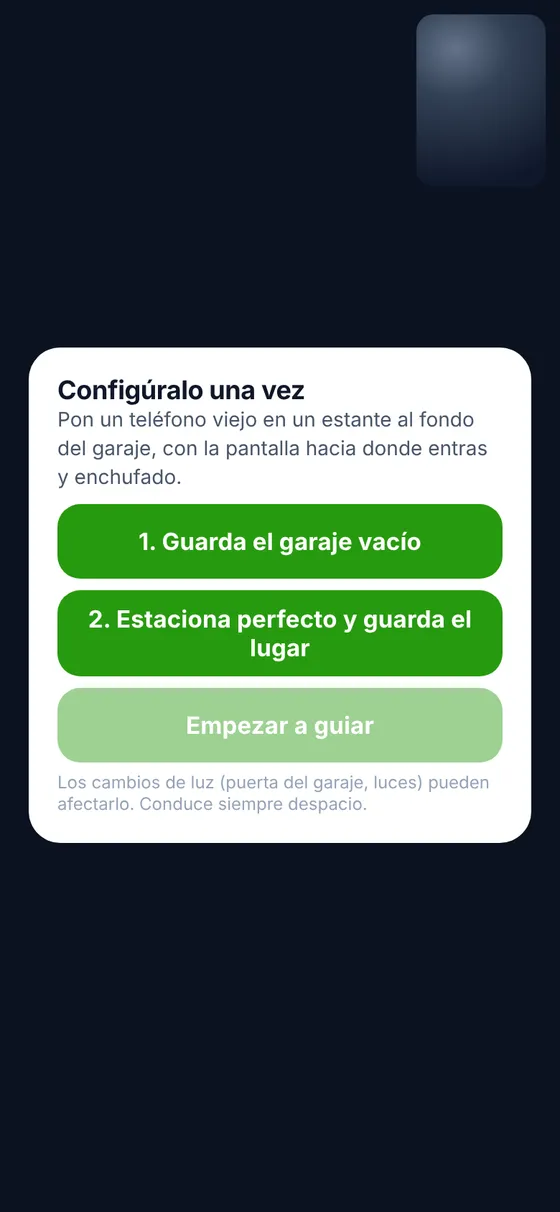 Configúralo una vez
Pon un teléfono viejo en un estante al fondo
del garaje, con la pantalla hacia donde entras
y enchufado.
1. Guarda el garaje vacío
2. Estaciona perfecto y guarda el
lugar
Empezar a guiar
Los cambios de luz (puerta del garaje, luces) pueden
afectarlo. Conduce siempre despacio.